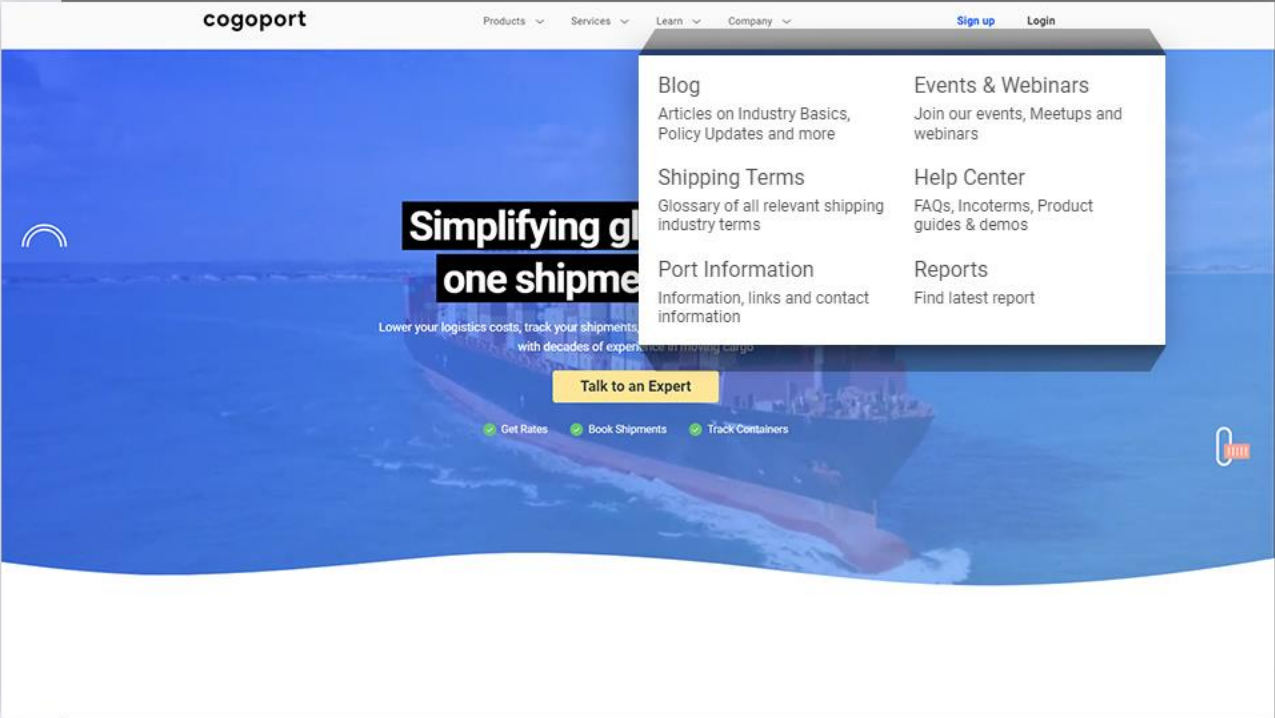 cogoport
Products
Services
Learn
Company
Sign up
Login
Blog
Articles on Industry Basics,
Policy Updates and more
Events & Webinars
Join our events, Meetups and
webinars
Shipping Terms
Glossary of all relevant shipping
industry terms
Help Center
FAQs, Incoterms, Product
guides & demos
Port Information
Information, links and contact
information
Reports
Find latest report
Simplifying
one
Lower your logistics costs, track your shipments,
with decades of experience in moving cargo
Talk to an Expert
Get Rates
Book Shipments
Track Containers